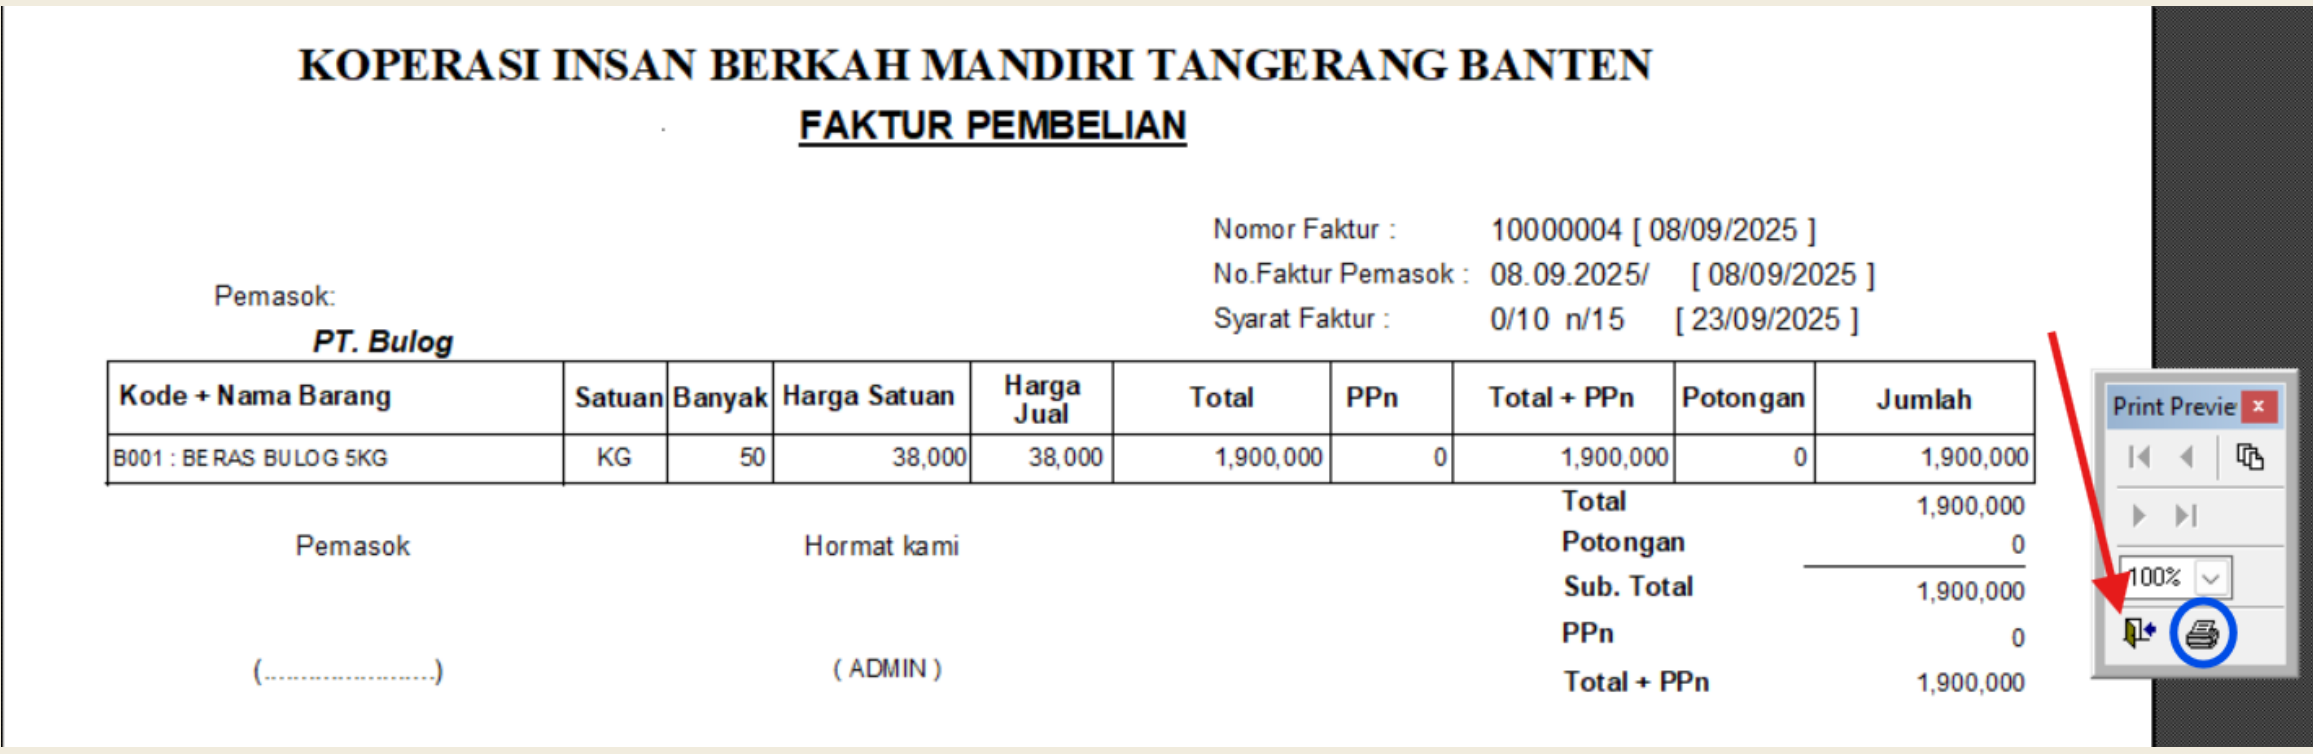 KOPERASI INSAN BERKAH MANDIRI TANGERANG BANTEN
FAKTUR PEMBELIAN
Nomor Faktur : 10000004 [ 08/09/2025 ]
No.Faktur Pemasok : 08.09.2025/ [ 08/09/2025 ]
Syarat Faktur : 0/10 n/15 [ 23/09/2025 ]
Pemasok:
PT. Bulog
Kode + Nama Barang Satuan Banyak Harga Satuan Harga Jual Total PPn Total + PPn Potongan Jumlah
B001 : BERAS BULOG 5KG KG 50 38,000 38,000 1,900,000 0 1,900,000 0 1,900,000
Total 1,900,000
Potongan 0
Sub. Total 1,900,000
PPn 0
Total + PPn 1,900,000
Pemasok Hormat kami
(........................) ( ADMIN )
Print Previe
100%